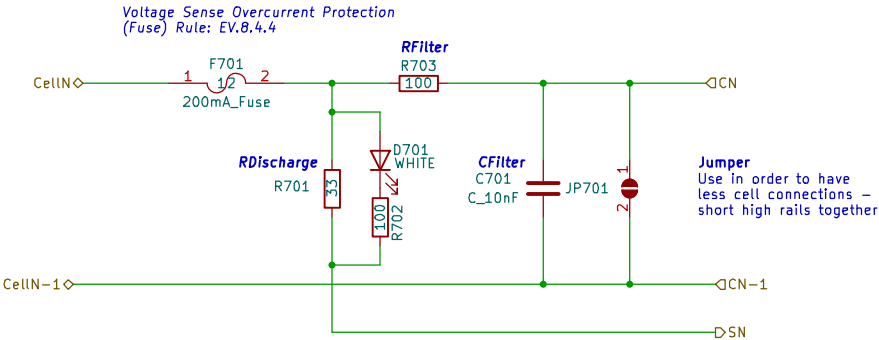 Voltage Sense Overcurrent Protection
(Fuse) Rule: EV.8.4.4
RFilter
F701
R703
CellN
1
12
2
100
CN
200mA_Fuse
RDischarge
D701
WHITE
CFilter
Jumper
R701
33
100
R702
C701
C_10nF
JP701
1
2
Use in order to have
less cell connections –
short high rails together
CellN-1
CN-1
SN